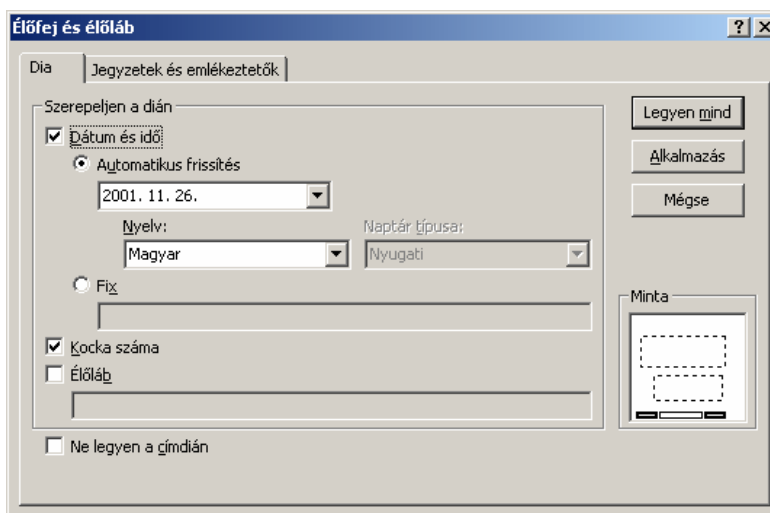 Élőfej és élőláb
Dia
Jegyzetek és emlékeztetők
Szerepeljen a dián
Dátum és idő
Automatikus frissítés
2001. 11. 26.
Nyelv:
Naptár típusa:
Magyar
Nyugati
Fix
Kocka száma
Élőláb
Ne legyen a címdián
Legyen mind
Alkalmazás
Mégse
Minta